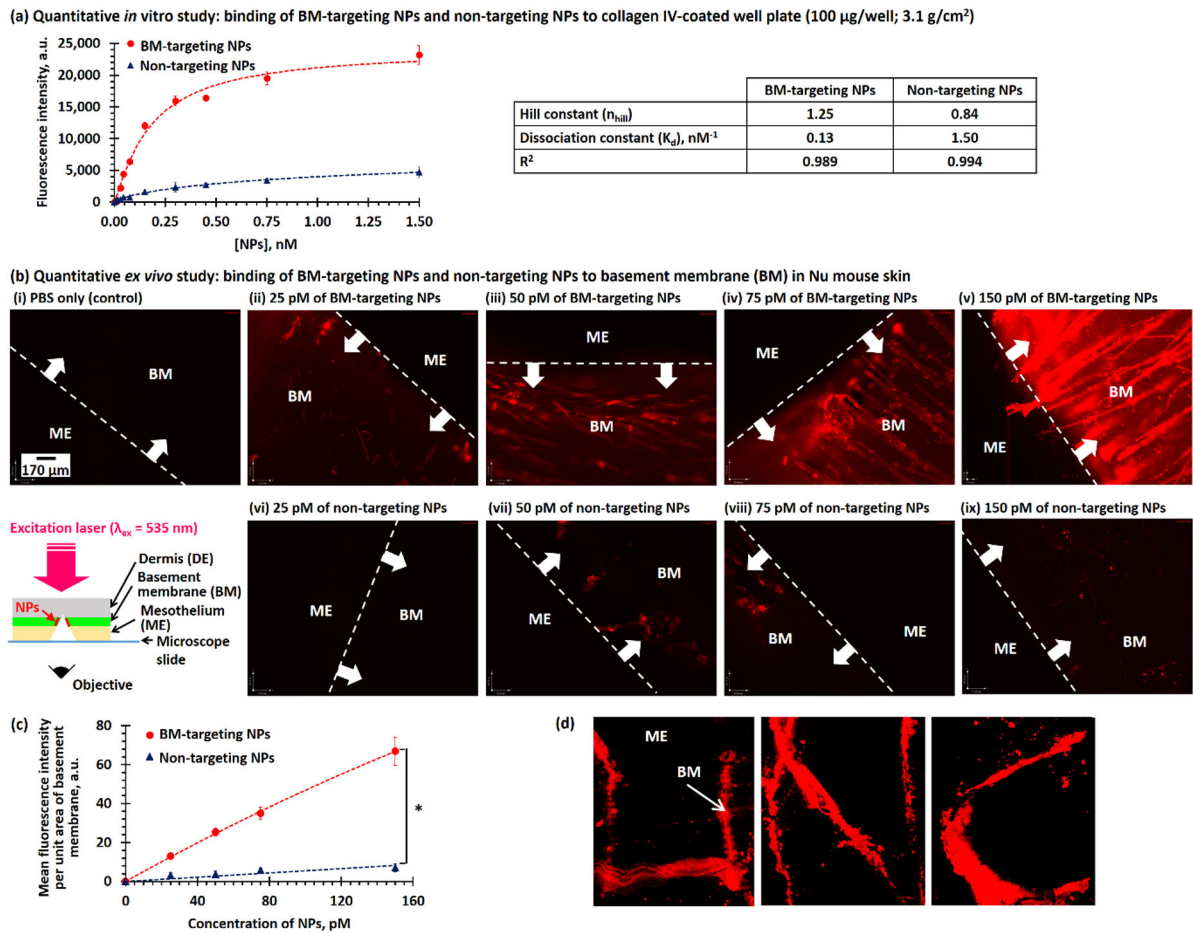 (a) Quantitative in vitro study: binding of BM-targeting NPs and non-targeting NPs to collagen IV-coated well plate (100 µg/well; 3.1 g/cm²)
Fluorescence intensity, a.u.
25,000
20,000
15,000
10,000
5,000
0
BM-targeting NPs
Non-targeting NPs
0.00 0.25 0.50 0.75 1.00 1.25 1.50
[NPs], nM
BM-targeting NPs Non-targeting NPs
Hill constant (nhill) 1.25 0.84
Dissociation constant (Kd), nM⁻¹ 0.13 1.50
R² 0.989 0.994
(b) Quantitative ex vivo study: binding of BM-targeting NPs and non-targeting NPs to basement membrane (BM) in Nu mouse skin
(i) PBS only (control)
BM
ME
170 µm
(ii) 25 pM of BM-targeting NPs
ME
BM
(iii) 50 pM of BM-targeting NPs
ME
BM
(iv) 75 pM of BM-targeting NPs
ME
BM
(v) 150 pM of BM-targeting NPs
BM
ME
Excitation laser (λex = 535 nm)
Dermis (DE)
Basement
membrane (BM)
NPs
Mesothelium
(ME)
Microscope
slide
Objective
(vi) 25 pM of non-targeting NPs
ME
BM
(vii) 50 pM of non-targeting NPs
BM
ME
(viii) 75 pM of non-targeting NPs
BM
ME
(ix) 150 pM of non-targeting NPs
ME
BM
(c)
Mean fluorescence intensity
per unit area of basement
membrane, a.u.
80
60
40
20
0
BM-targeting NPs
Non-targeting NPs
*
0 40 80 120 160
Concentration of NPs, pM
(d)
ME
BM